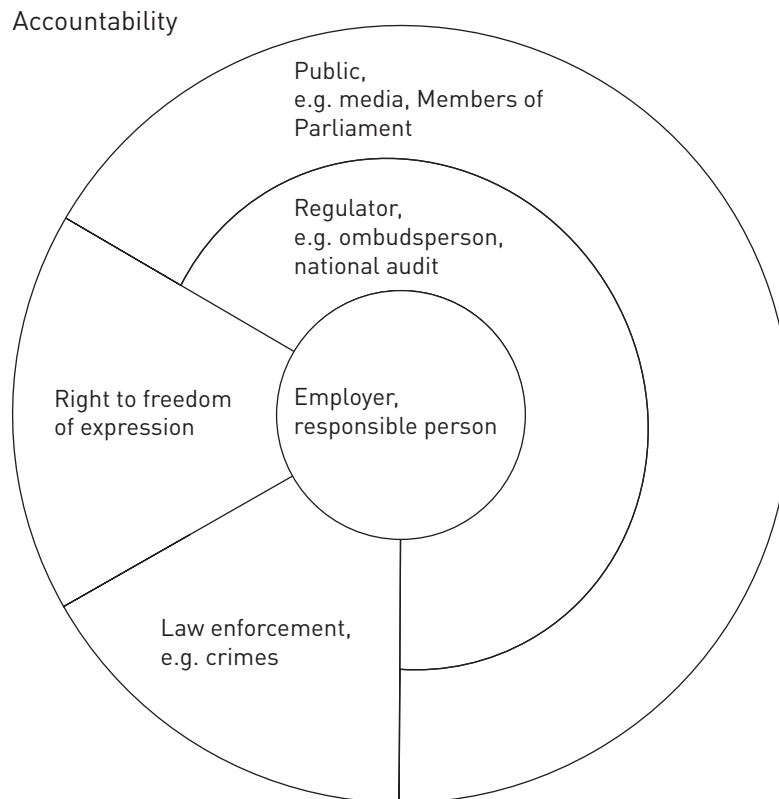 Accountability
Public,
e.g. media, Members of
Parliament
Regulator,
e.g. ombudsperson,
national audit
Right to freedom
of expression
Employer,
responsible person
Law enforcement,
e.g. crimes